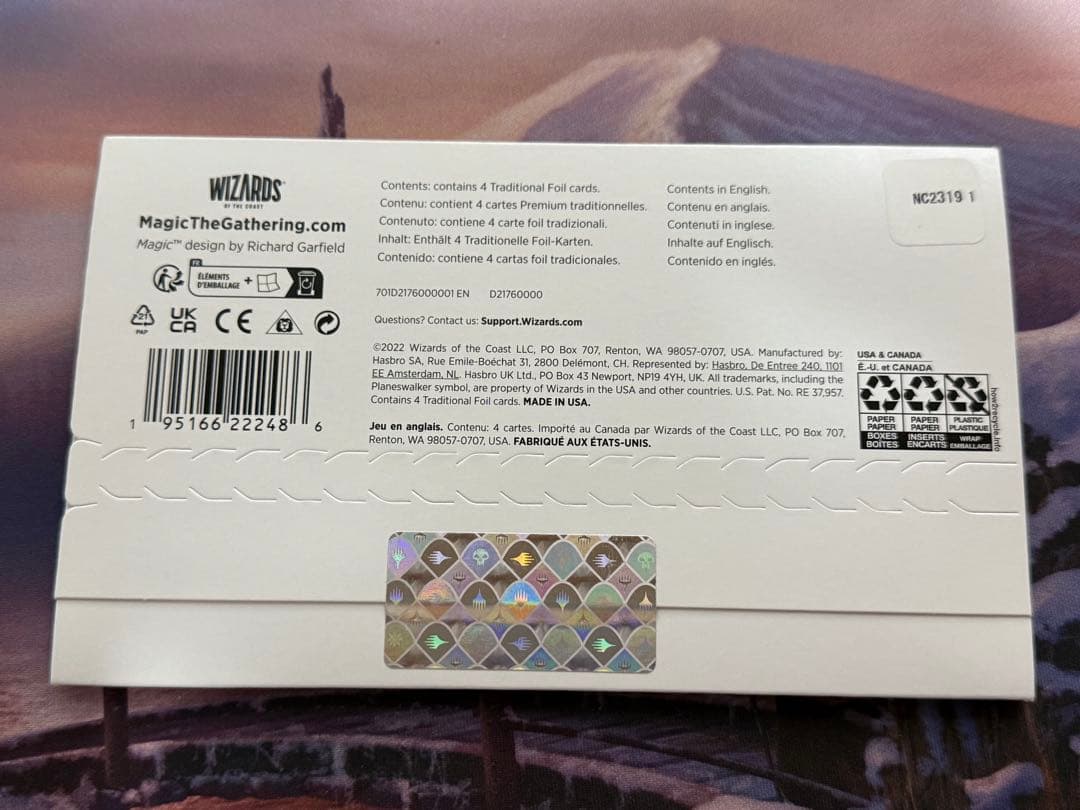 WIZARDS
OF THE COAST
MagicTheGathering.com
Magic™ design by Richard Garfield
FR
ÉLÉMENTS
D'EMBALLAGE +
21
PAP
UK
CA
CE
1 95166 22248 6
Contents: contains 4 Traditional Foil cards.
Contenu: contient 4 cartes Premium traditionnelles.
Contenuto: contiene 4 carte foil tradizionali.
Inhalt: Enthält 4 Traditionelle Foil-Karten.
Contenido: contiene 4 cartas foil tradicionales.
Contents in English.
Contenu en anglais.
Contenuti in inglese.
Inhalte auf Englisch.
Contenido en inglés.
NC2319 1
701D2176000001 EN D21760000
Questions? Contact us: Support.Wizards.com
©2022 Wizards of the Coast LLC, PO Box 707, Renton, WA 98057-0707, USA. Manufactured by:
Hasbro SA, Rue Emile-Boéchat 31, 2800 Delémont, CH. Represented by: Hasbro, De Entree 240, 1101
EE Amsterdam, NL. Hasbro UK Ltd., PO Box 43 Newport, NP19 4YH, UK. All trademarks, including the
Planeswalker symbol, are property of Wizards in the USA and other countries. U.S. Pat. No. RE 37,957.
Contains 4 Traditional Foil cards. MADE IN USA.
Jeu en anglais. Contenu: 4 cartes. Importé au Canada par Wizards of the Coast LLC, PO Box 707,
Renton, WA 98057-0707, USA. FABRIQUÉ AUX ÉTATS-UNIS.
USA & CANADA
É.-U. et CANADA
PAPER
PAPIER
BOXES
BOÎTES
PAPER
PAPIER
INSERTS
ENCARTS
PLASTIC
PLASTIQUE
WRAP
EMBALLAGE
how2recycle.info